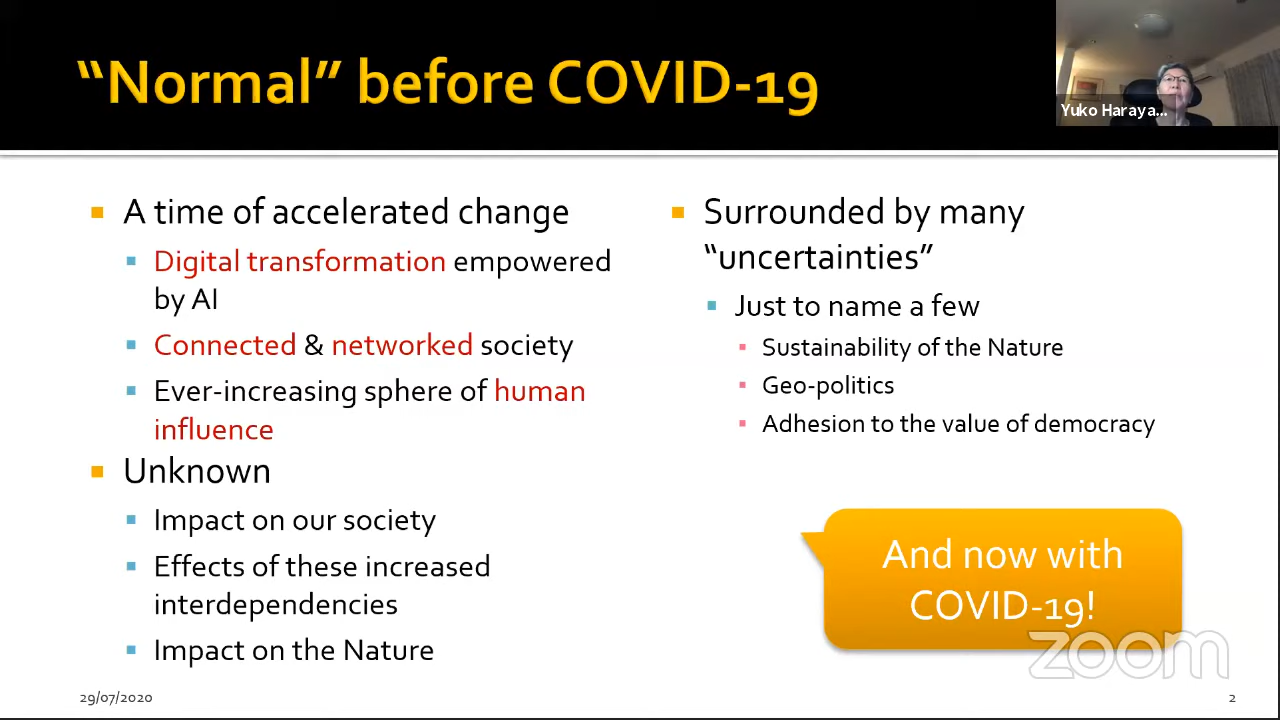 “Normal” before COVID-19
Yuko Haraya...
A time of accelerated change
Digital transformation empowered
by AI
Connected & networked society
Ever-increasing sphere of human
influence
Unknown
Impact on our society
Effects of these increased
interdependencies
Impact on the Nature
Surrounded by many
“uncertainties”
Just to name a few
Sustainability of the Nature
Geo-politics
Adhesion to the value of democracy
And now with
COVID-19!
zoom
29/07/2020
2